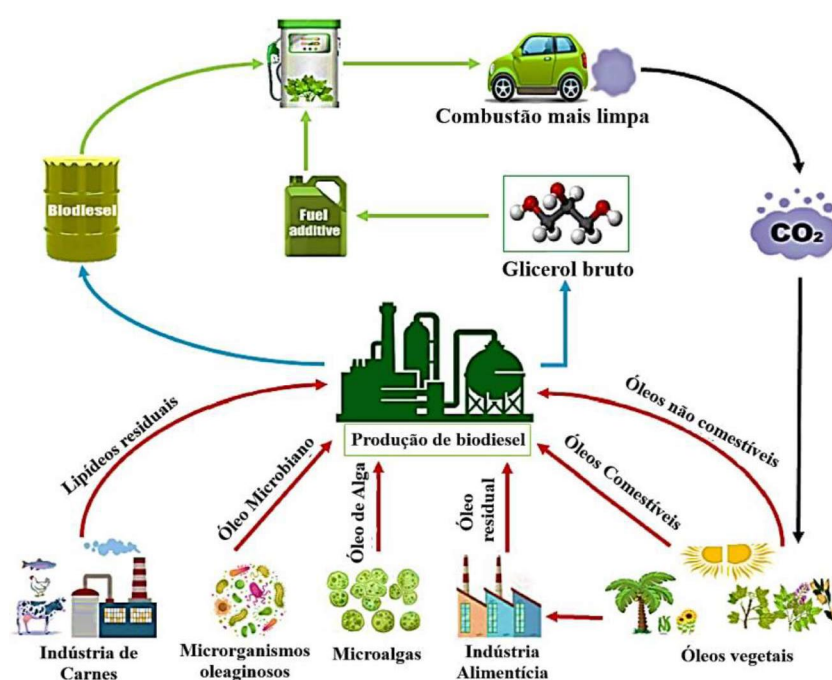 Combustão mais limpa
Biodiesel
Fuel
additive
CO₂
Glicerol bruto
Lipídeos residuais
Óleo Microbiano
Óleo de Alga
Óleo
residual
Óleos Comestíveis
Óleos não comestíveis
Produção de biodiesel
Indústria de
Carnes
Microrganismos
oleaginosos
Microalgas
Indústria
Alimentícia
Óleos vegetais